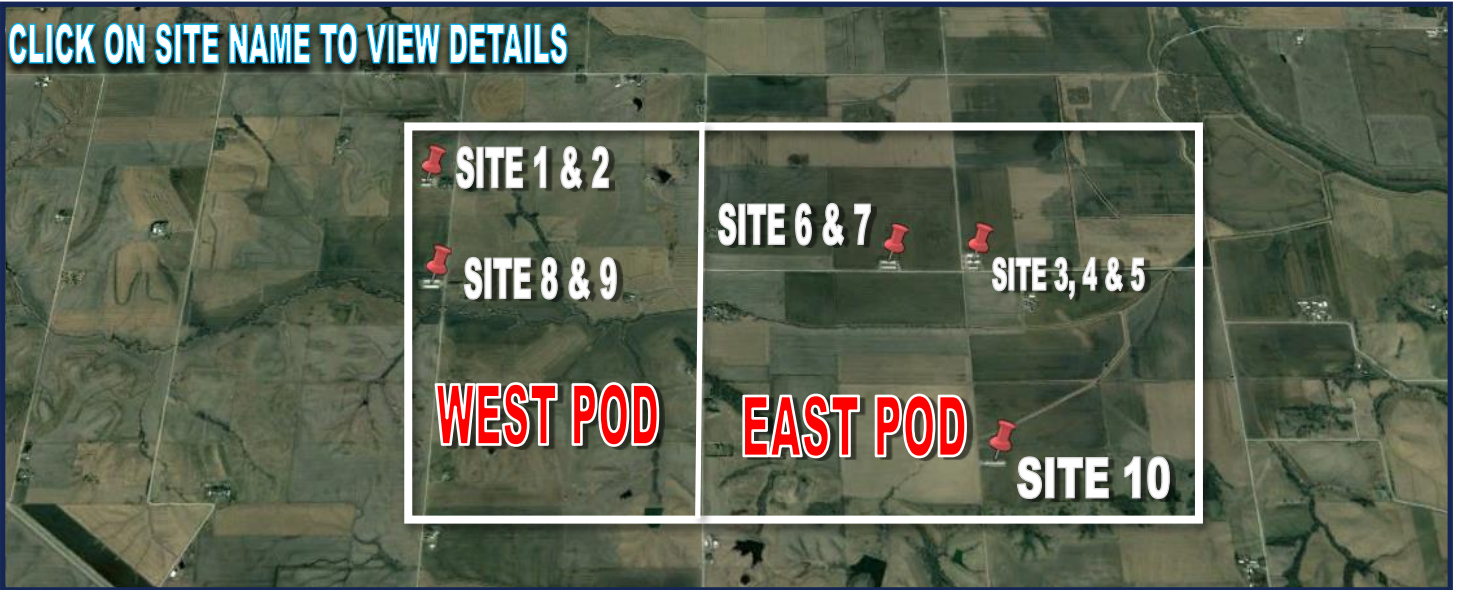 CLICK ON SITE NAME TO VIEW DETAILS
SITE 1 & 2
SITE 6 & 7
SITE 8 & 9
SITE 3, 4 & 5
WEST POD
EAST POD
SITE 10